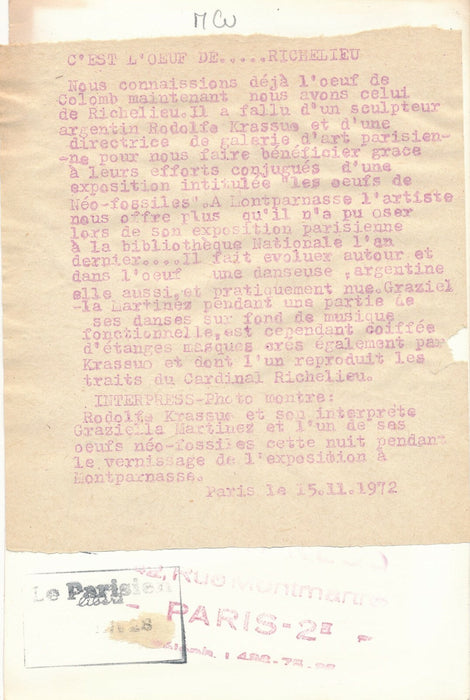 MCW
C'EST L'OEUF DE.....RICHELIEU
Nous connaissions déjà l'oeuf de
Colomb maintenant nous avons celui
de Richelieu.Il a fallu d'un sculpteur
argentin Rodolfe Krassuo et d'une
directrice de galerie d'art parisien-
-ne pour nous faire bénéficier grace
à leurs efforts conjugués d'une
exposition intitulée "les oeufs de
Néo-fossiles".A Montparnasse l'artiste
nous offre plus qu'il n'a pu oser
lors de son exposition parisienne
à la bibliothèque Nationale l'an
dernier....Il fait evoluer autour et
dans l'oeuf une danseuse ,argentine
elle aussi,et pratiquement nue.Graziel
-la Martinez pendant une partie de
ses danses sur fond de musique
fonctionnelle,est cependant coiffée
d'étanges masques crés également par
Krassuo et dont l'un reproduit les
traits du Cardinal Richelieu.
INTERPRESS-Photo montre:
Rodolfe Krassuo et son interprète
Graziella Martinez et l'un de ses
oeufs néo-fossiles cette nuit pendant
le vernissage de l'exposition à
Montparnasse.
Paris le 15.11.1972
Rue Montmartre
- PARIS-2E -
Le Parisien
libéré